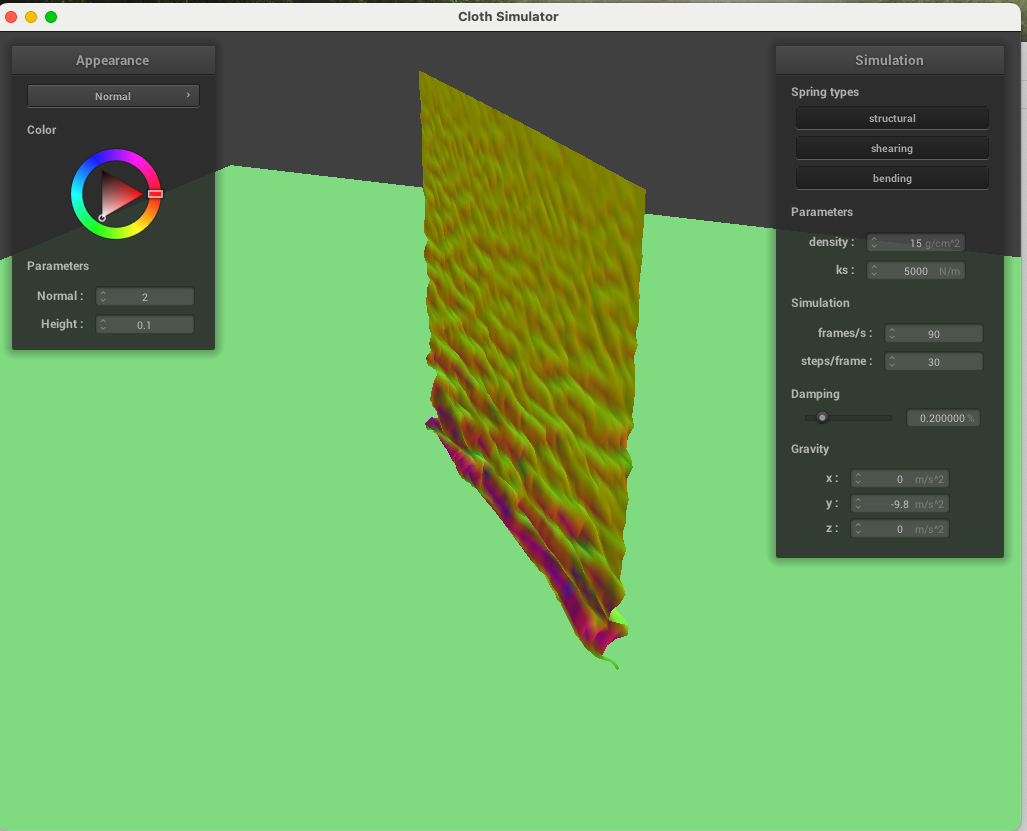 Cloth Simulator
Appearance
Normal ›
Color
Parameters
Normal : 2
Height : 0.1
Simulation
Spring types
structural
shearing
bending
Parameters
density : 15 g/cm^2
ks : 5000 N/m
Simulation
frames/s : 90
steps/frame : 30
Damping
0.200000 %
Gravity
x : 0 m/s^2
y : -9.8 m/s^2
z : 0 m/s^2